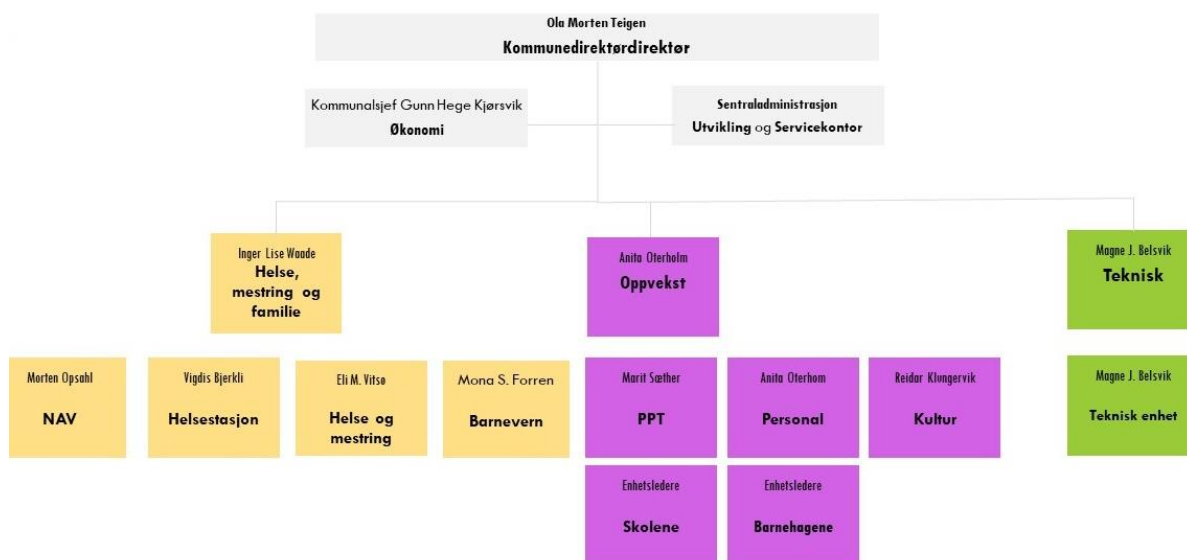 Ola Morten Teigen
Kommunedirektørdirektør
Kommunalsjef Gunn Hege Kjørsvik
Økonomi
Sentraladministrasjon
Utvikling og Servicekontor
Inger Lise Waade
Helse,
mestring og
familie
Anita Oterholm
Oppvekst
Magne J. Belsvik
Teknisk
Morten Opsahl
NAV
Vigdis Bjerkli
Helsestasjon
Eli M. Vitsø
Helse og
mestring
Mona S. Forren
Barnevern
Marit Sæther
PPT
Anita Oterhom
Personal
Reidar Klungervik
Kultur
Magne J. Belsvik
Teknisk enhet
Enhetsledere
Skolene
Enhetsledere
Barnehagene